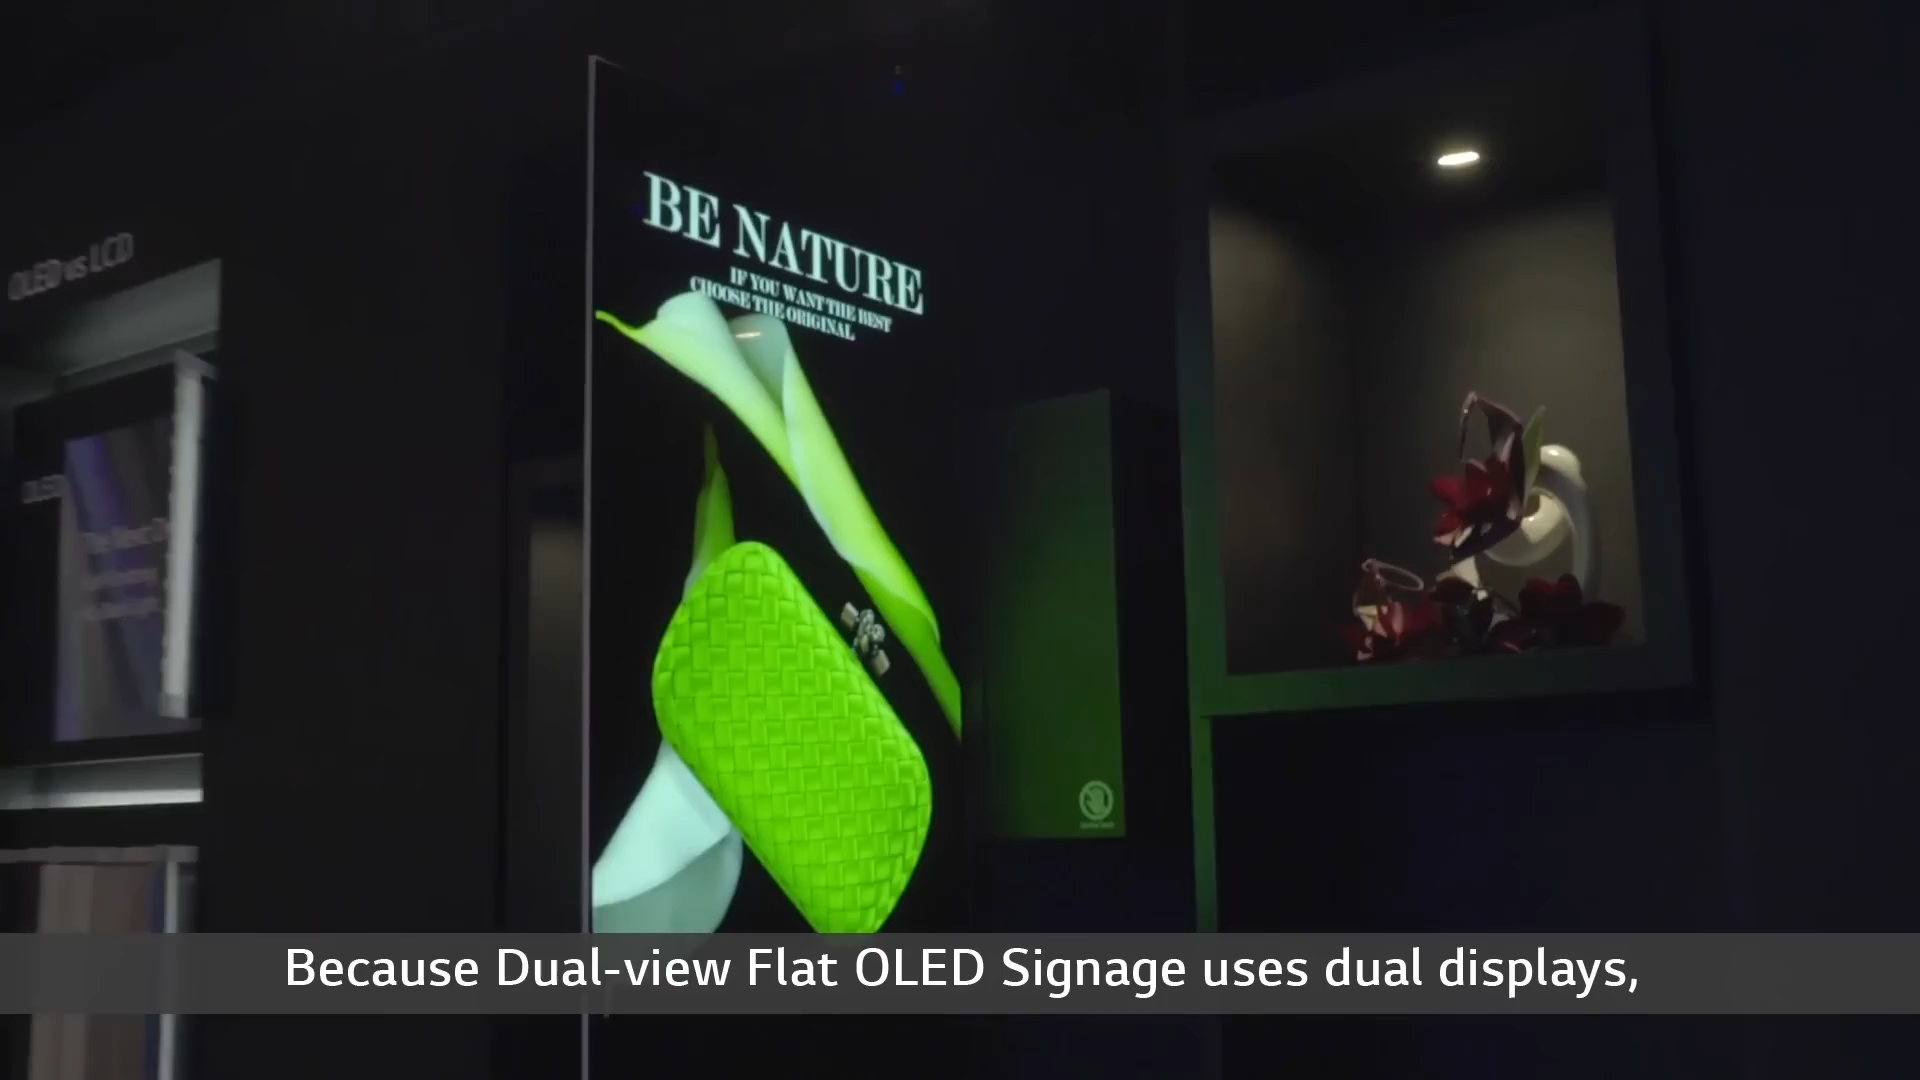 OLED vs LCD
BE NATURE
IF YOU WANT THE BEST
CHOOSE THE ORIGINAL
OLED
Because Dual-view Flat OLED Signage uses dual displays,